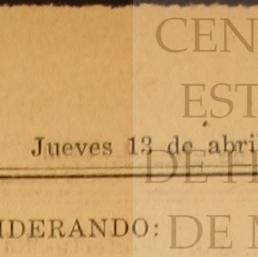 CEN
EST
Jueves 13 de abri
DE H
IDERANDO:
DE M